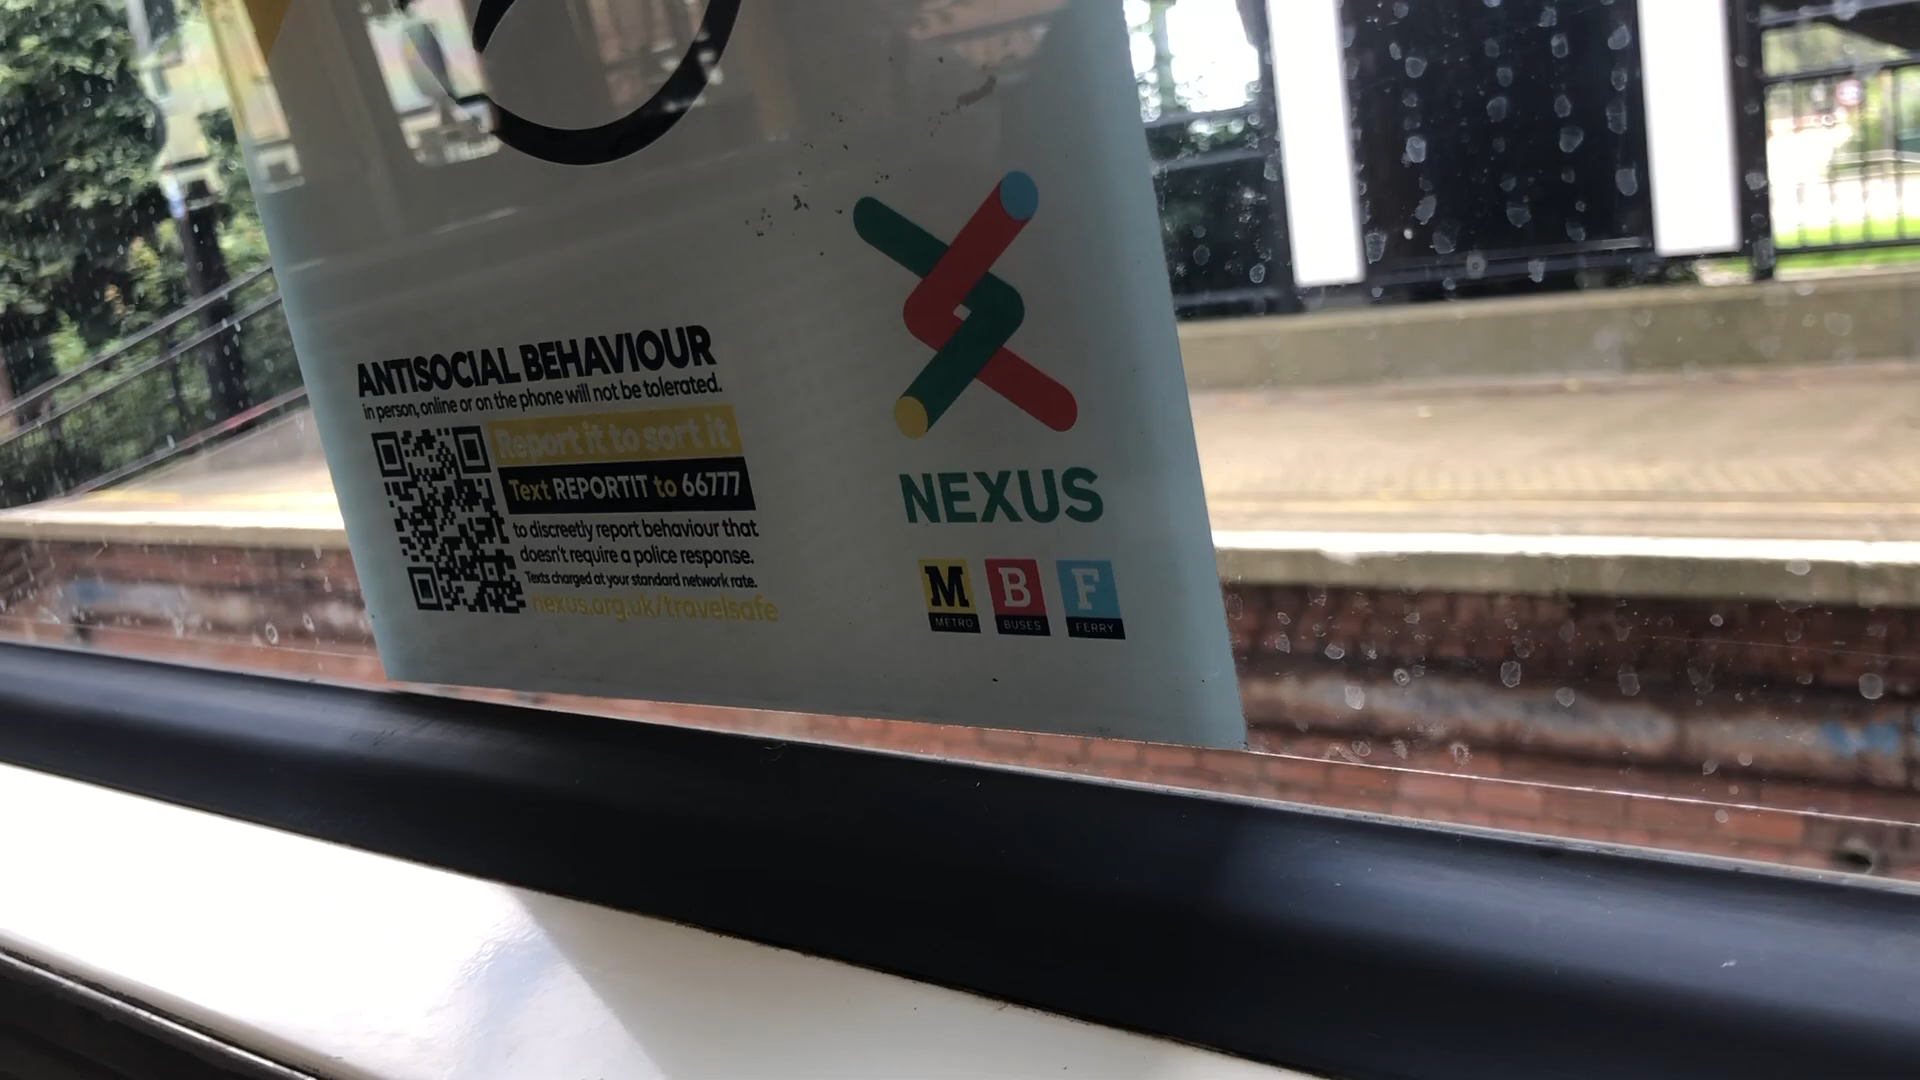 ANTISOCIAL BEHAVIOUR
in person, online or on the phone will not be tolerated.
Report it to sort it
Text REPORTIT to 66777
to discreetly report behaviour that
doesn't require a police response.
Texts charged at your standard network rate.
nexus.org.uk/travelsafe
NEXUS
M B F
METRO BUSES FERRY